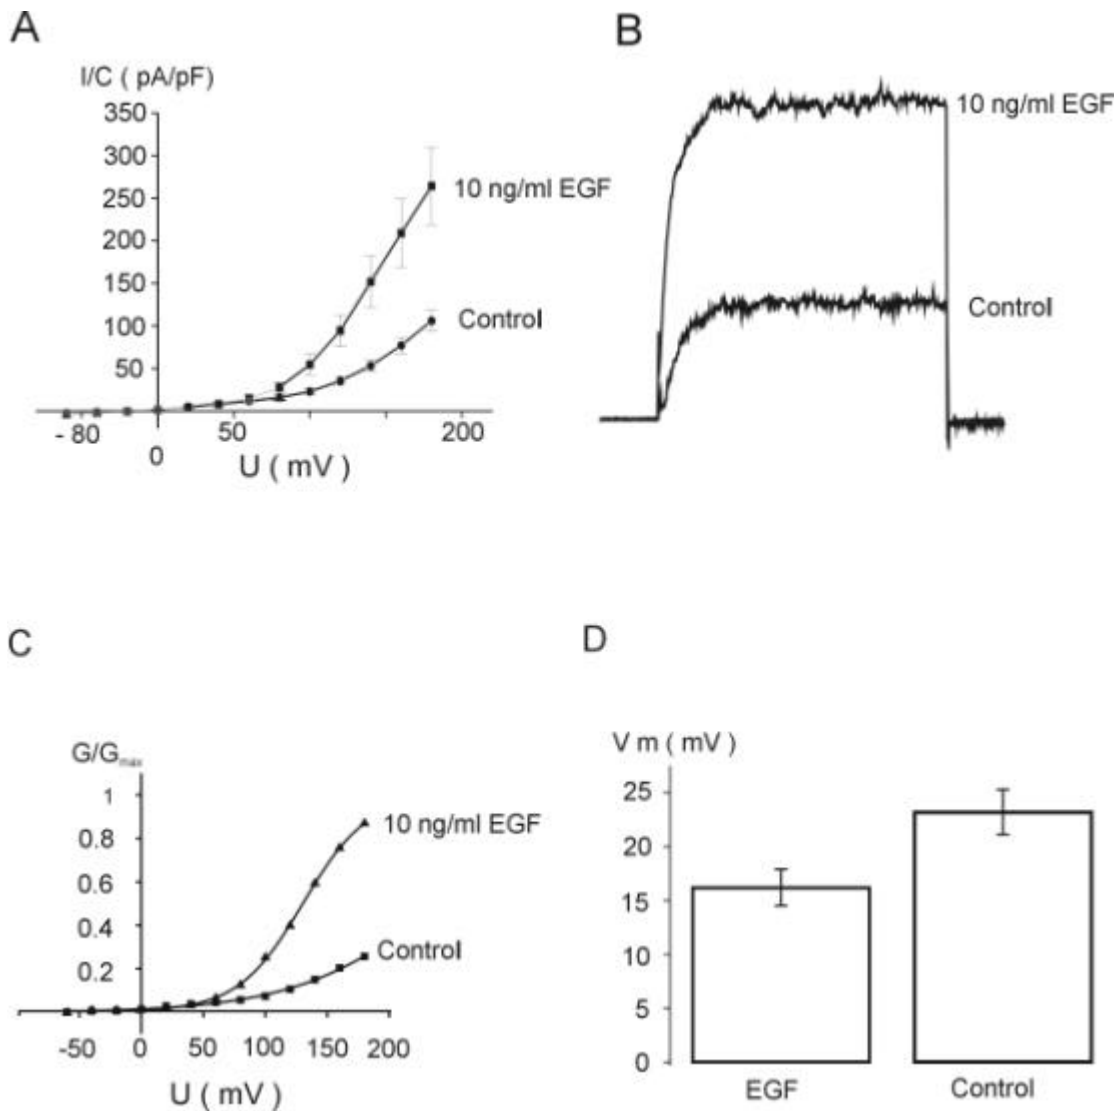 A
I/C ( pA/pF)
350
300
250
200
150
100
50
10 ng/ml EGF
Control
- 80
0
50
200
U ( mV )
B
10 ng/ml EGF
Control
C
G/Gmax
1
0.8
0.6
0.4
0.2
10 ng/ml EGF
Control
-50
0
50
100
150
200
U ( mV )
D
V m ( mV )
25
20
15
10
5
0
EGF
Control